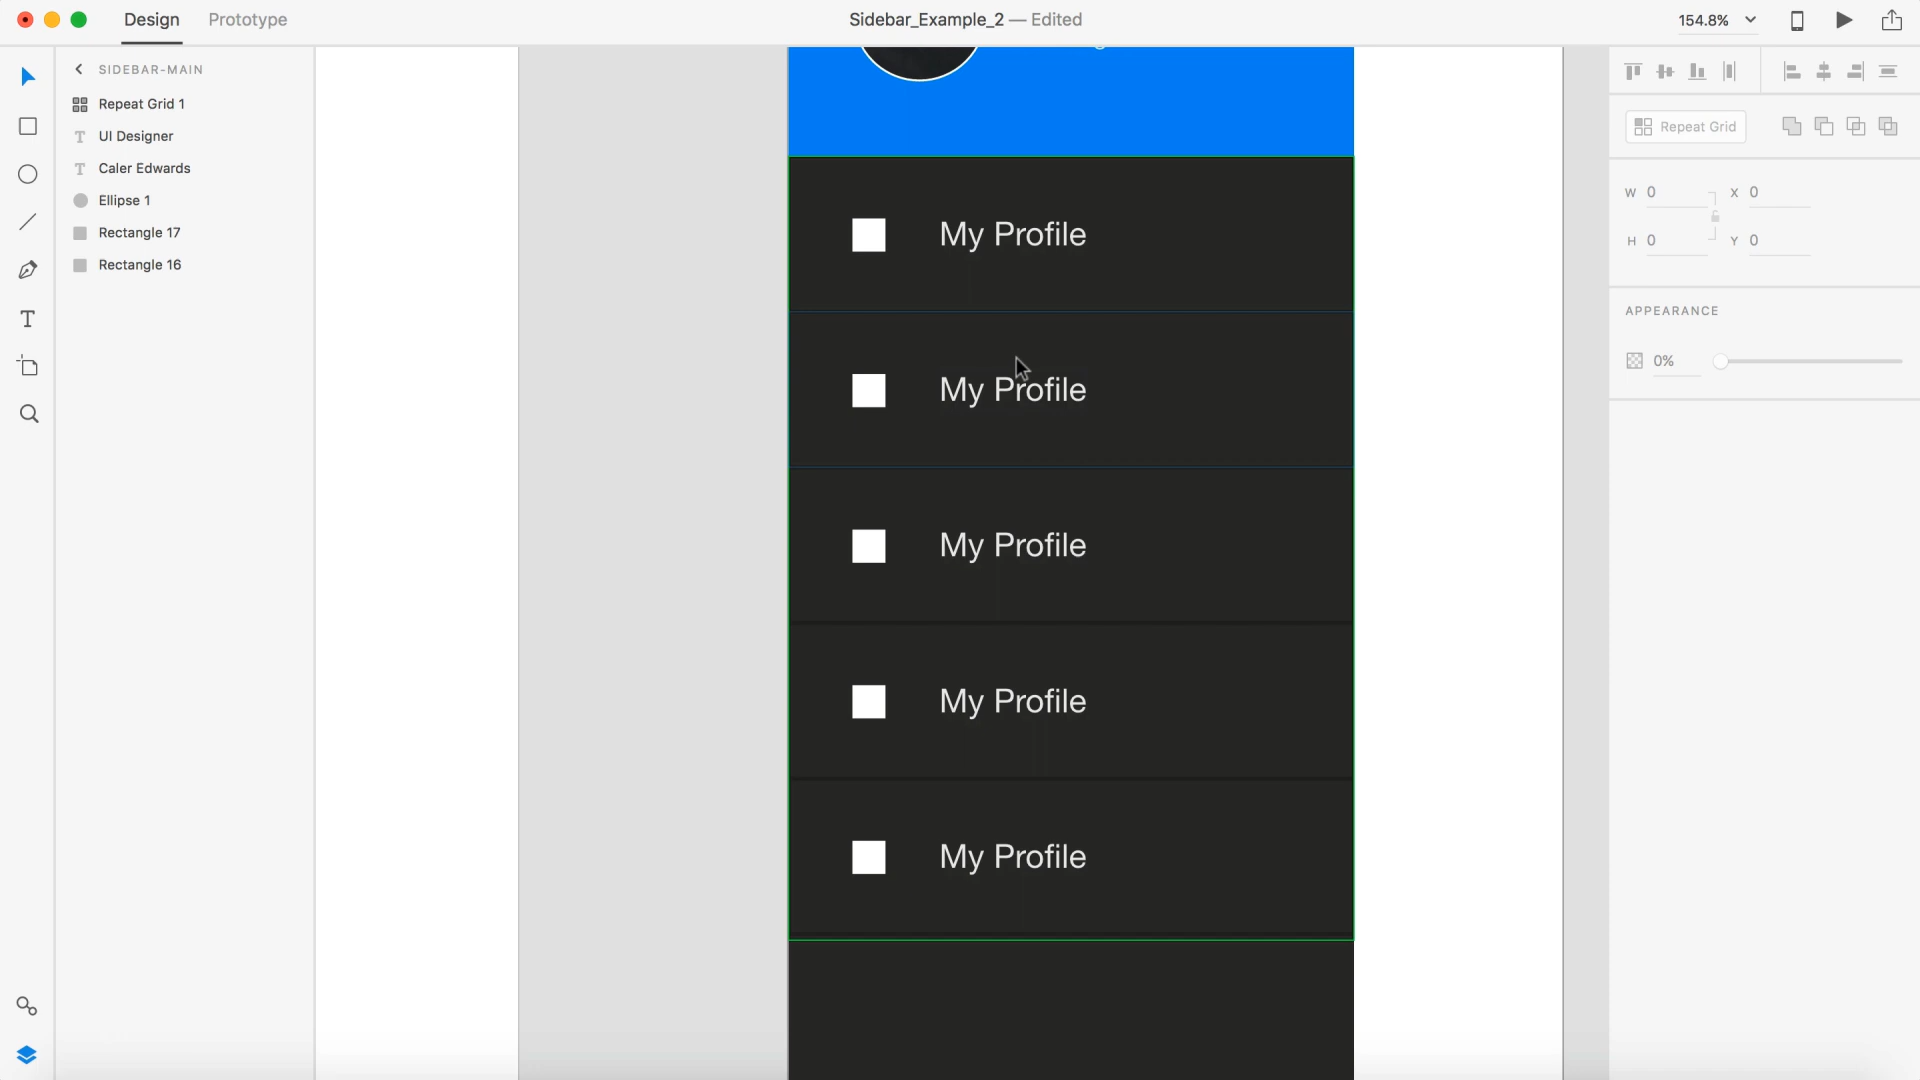 Design
Prototype
Sidebar_Example_2 — Edited
154.8%
SIDEBAR-MAIN
Repeat Grid 1
UI Designer
Caler Edwards
Ellipse 1
Rectangle 17
Rectangle 16
My Profile
My Profile
My Profile
My Profile
My Profile
Repeat Grid
W 0 X 0
H 0 Y 0
APPEARANCE
0%